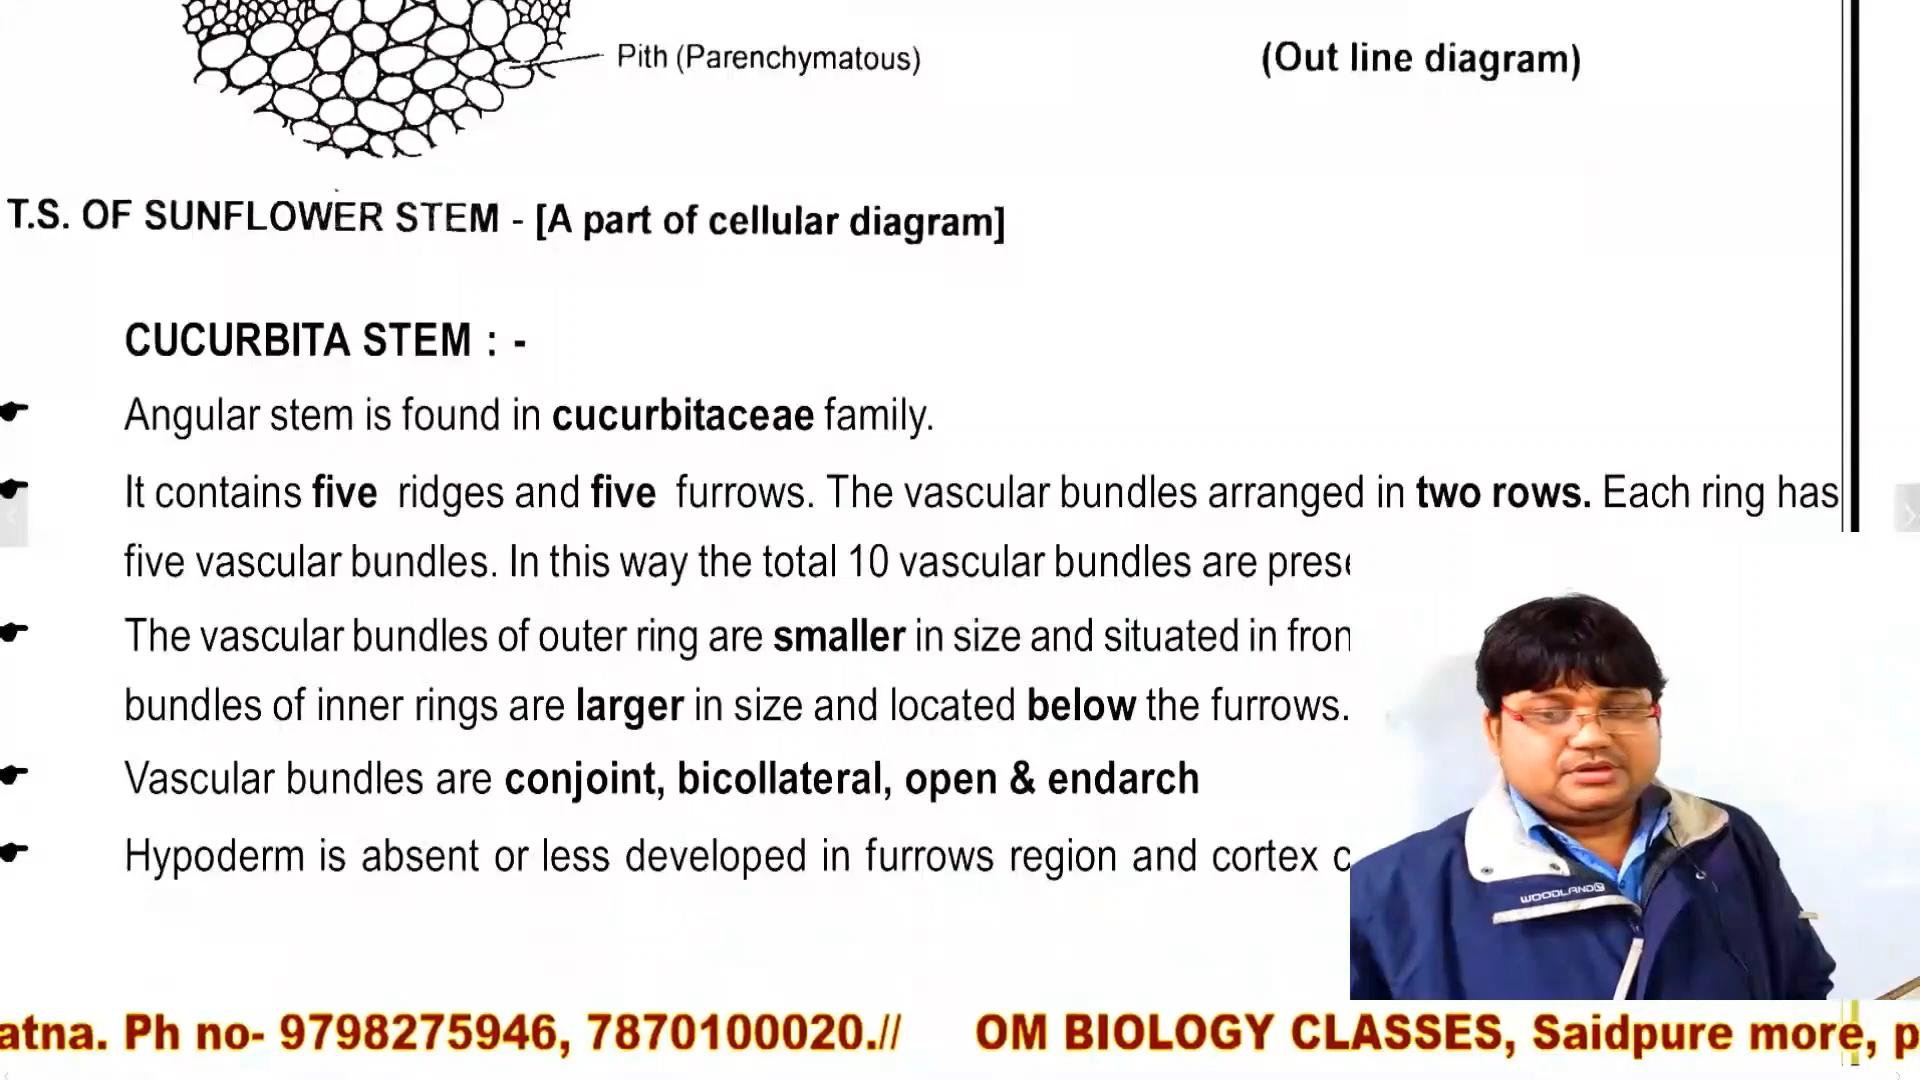 Pith (Parenchymatous)
(Out line diagram)
T.S. OF SUNFLOWER STEM - [A part of cellular diagram]
CUCURBITA STEM : -
Angular stem is found in cucurbitaceae family.
It contains five ridges and five furrows. The vascular bundles arranged in two rows. Each ring has
five vascular bundles. In this way the total 10 vascular bundles are
The vascular bundles of outer ring are smaller in size and situated in
bundles of inner rings are larger in size and located below the furrows.
Vascular bundles are conjoint, bicollateral, open & endarch
Hypoderm is absent or less developed in furrows region and cortex
WOODLAND
atna. Ph no- 9798275946, 7870100020.// OM BIOLOGY CLASSES, Saidpure more, p